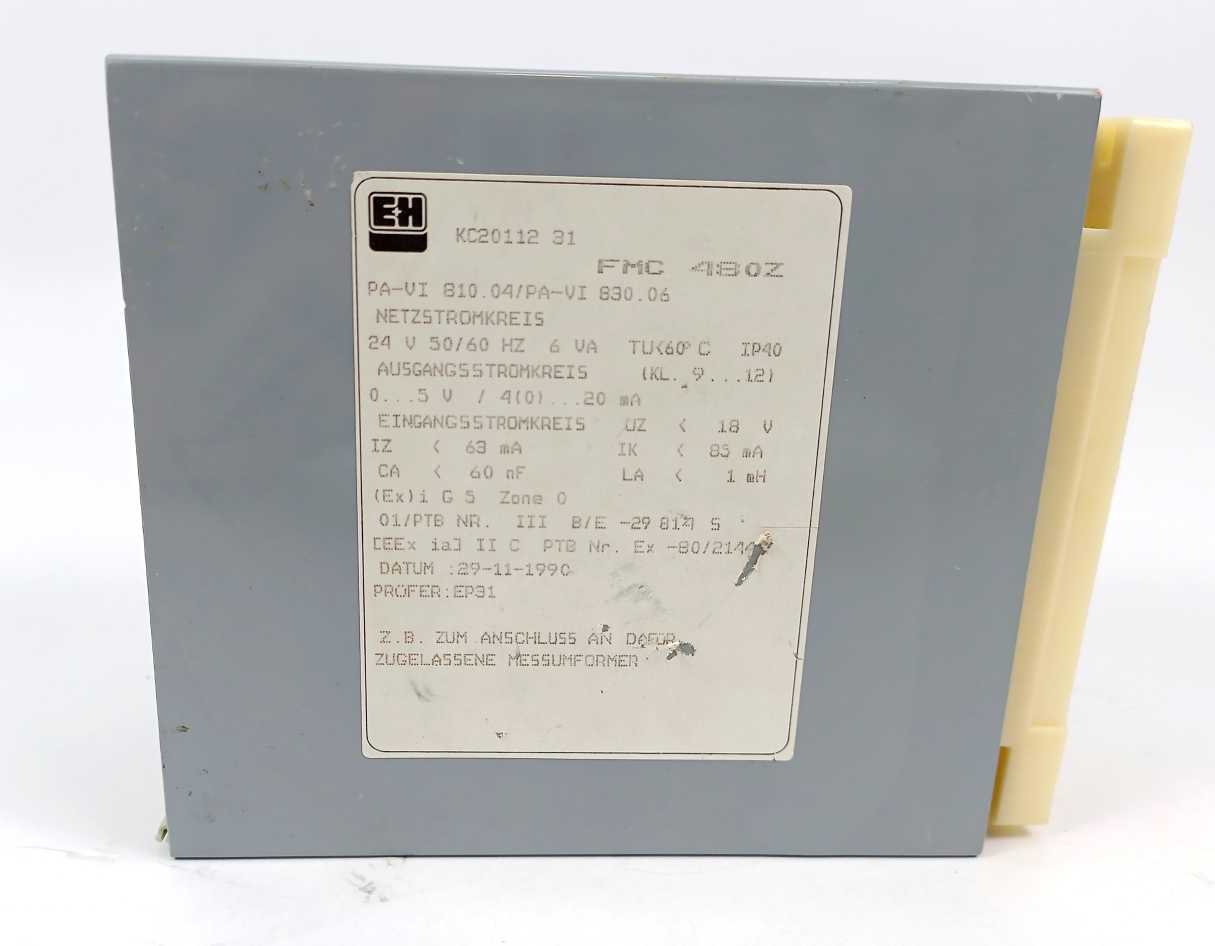 E+H
KC20112 31
FMC 480Z
PA-VI 810.04/PA-VI 830.06
NETZSTROMKREIS
24 V 50/60 HZ 6 VA TU<60°C IP40
AUSGANGSSTROMKREIS (KL. 9...12)
0...5 V / 4(0)...20 mA
EINGANGSSTROMKREIS UZ < 18 V
IZ < 63 mA IK < 85 mA
CA < 60 nF LA < 1 mH
(Ex)i G 5 Zone 0
01/PTB NR. III B/E -29 814 S
[EEx ia] II C PTB Nr. Ex
DATUM :29-11-1990
PRÜFER:EP31
Z.B. ZUM ANSCHLUSS AN DAFÜR
ZUGELASSENE MESSUMFORMER